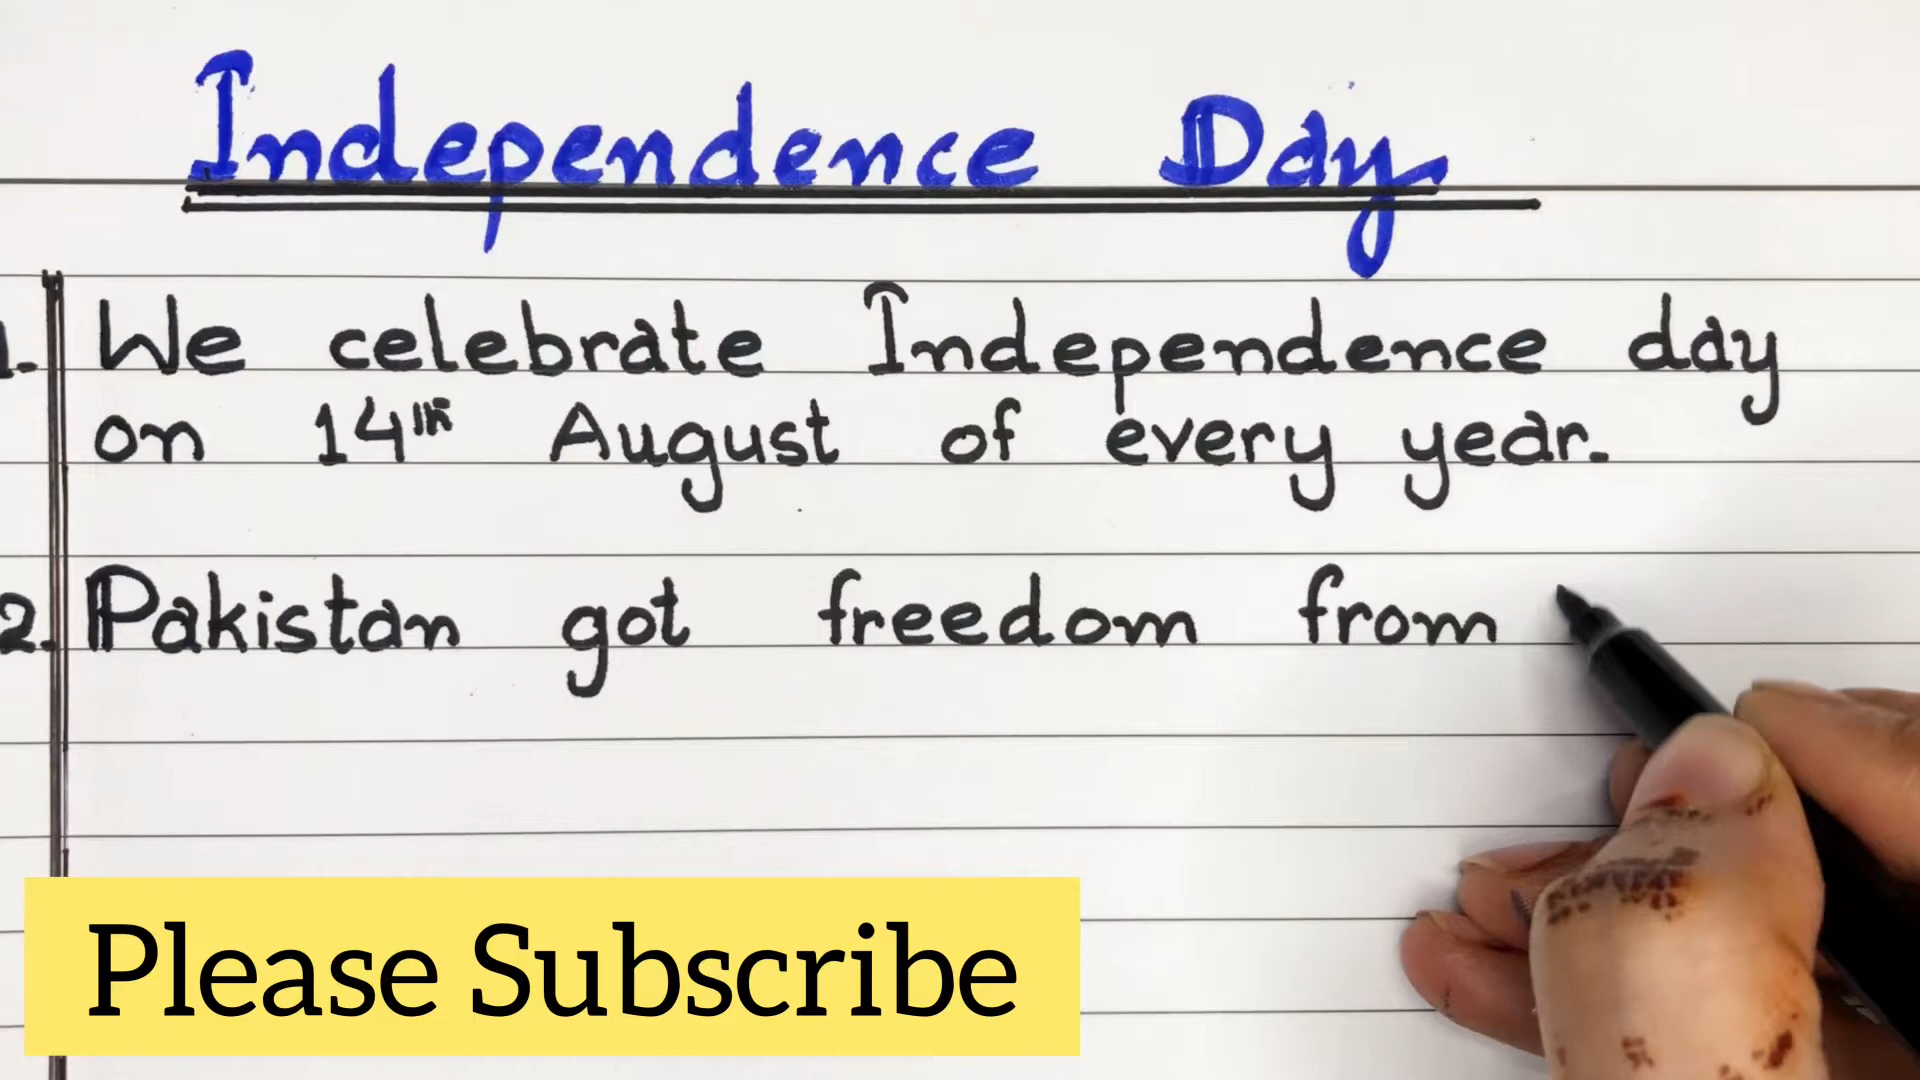 Independence Day
1. We celebrate Independence day
on 14th August of every year.
2. Pakistan got freedom from
Please Subscribe